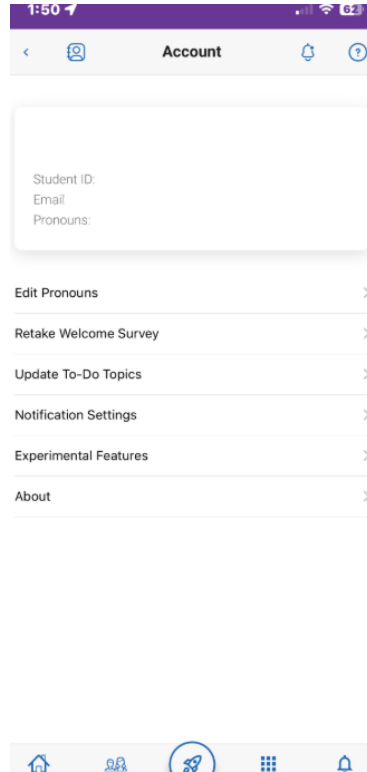 1:50 62
Account
Student ID:
Email
Pronouns:
Edit Pronouns
Retake Welcome Survey
Update To-Do Topics
Notification Settings
Experimental Features
About